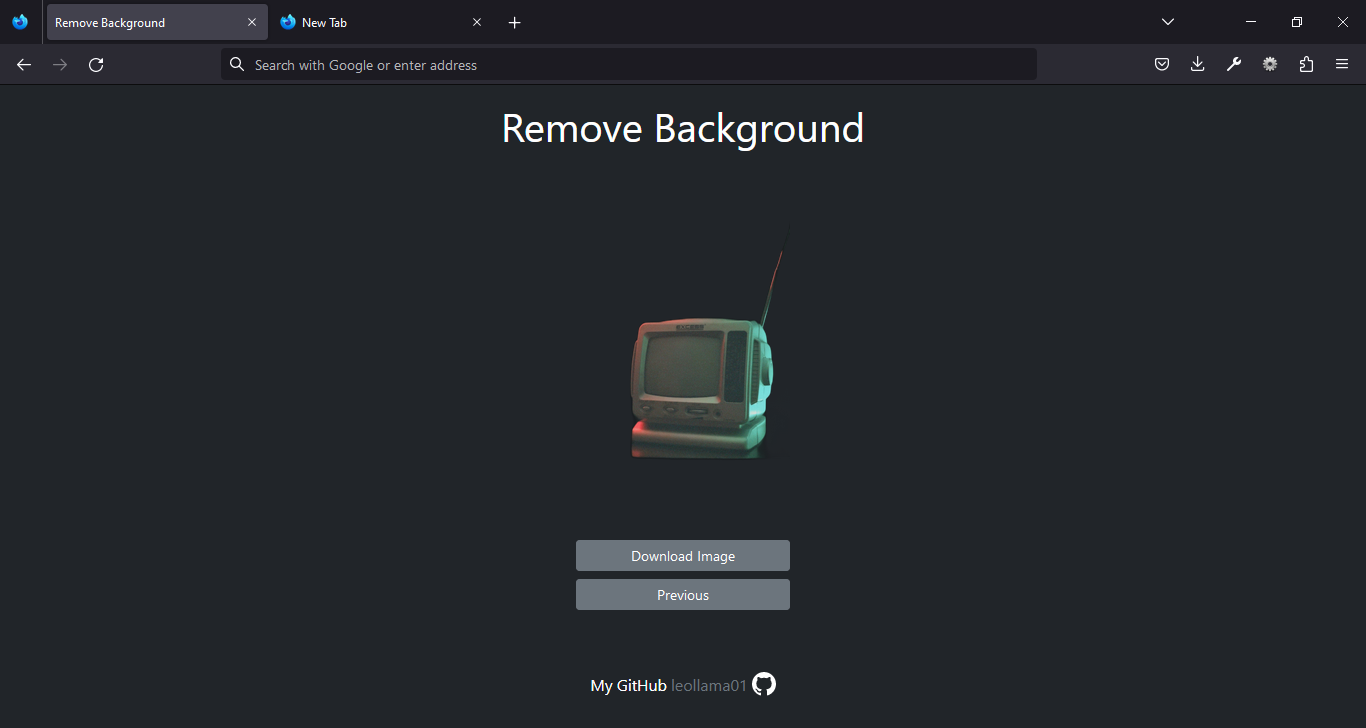 Remove Background
New Tab
Search with Google or enter address
Remove Background
Download Image
Previous
My GitHub leollama01